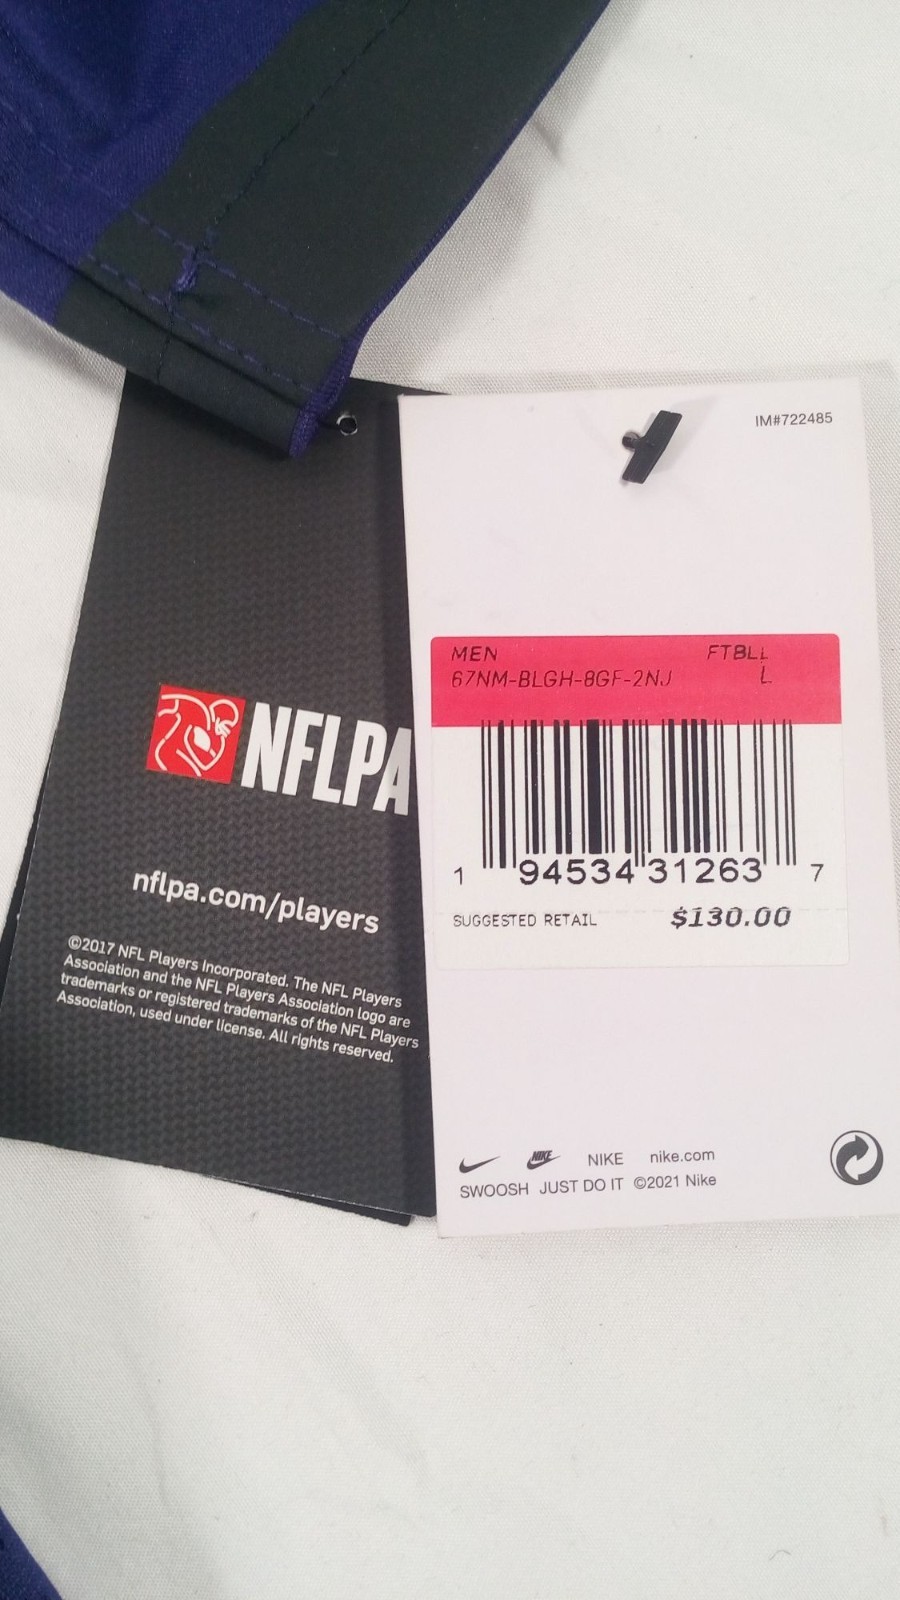 NFLPA
nflpa.com/players
©2017 NFL Players Incorporated. The NFL Players
Association and the NFL Players Association logo are
trademarks or registered trademarks of the NFL Players
Association, used under license. All rights reserved.
IM#722485
MEN FTBLL
67NM-BLGH-8GF-2NJ L
1 94534 31263 7
SUGGESTED RETAIL $130.00
NIKE NIKE nike.com
SWOOSH JUST DO IT ©2021 Nike